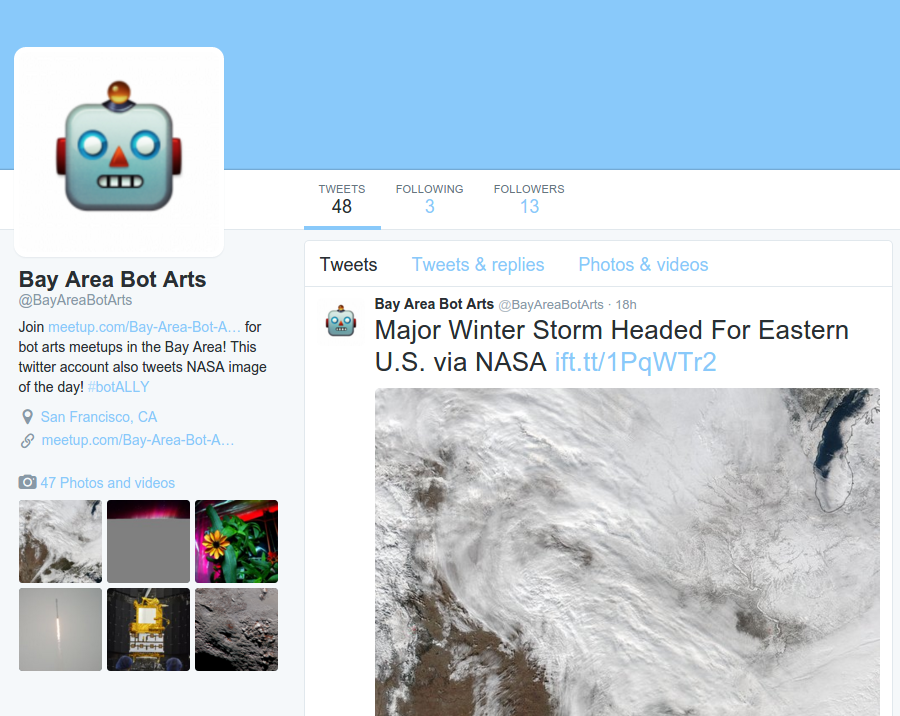 TWEETS FOLLOWING FOLLOWERS
48 3 13
Bay Area Bot Arts
@BayAreaBotArts
Join meetup.com/Bay-Area-Bot-A… for
bot arts meetups in the Bay Area! This
twitter account also tweets NASA image
of the day! #botALLY
San Francisco, CA
meetup.com/Bay-Area-Bot-A…
47 Photos and videos
Tweets Tweets & replies Photos & videos
Bay Area Bot Arts @BayAreaBotArts · 18h
Major Winter Storm Headed For Eastern
U.S. via NASA ift.tt/1PqWTr2